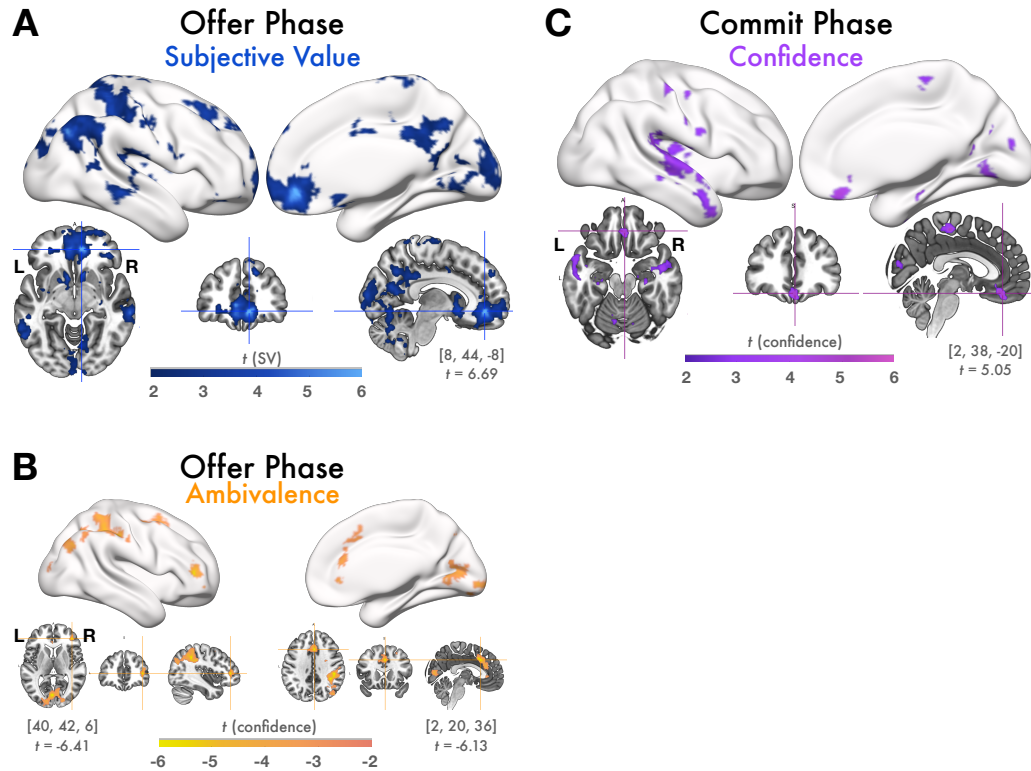 A
Offer Phase
Subjective Value
L
R
t (SV)
2 3 4 5 6
[8, 44, -8]
t = 6.69
C
Commit Phase
Confidence
L
R
t (confidence)
2 3 4 5 6
[2, 38, -20]
t = 5.05
B
Offer Phase
Ambivalence
L
R
[40, 42, 6]
t = -6.41
t (confidence)
-6 -5 -4 -3 -2
[2, 20, 36]
t = -6.13